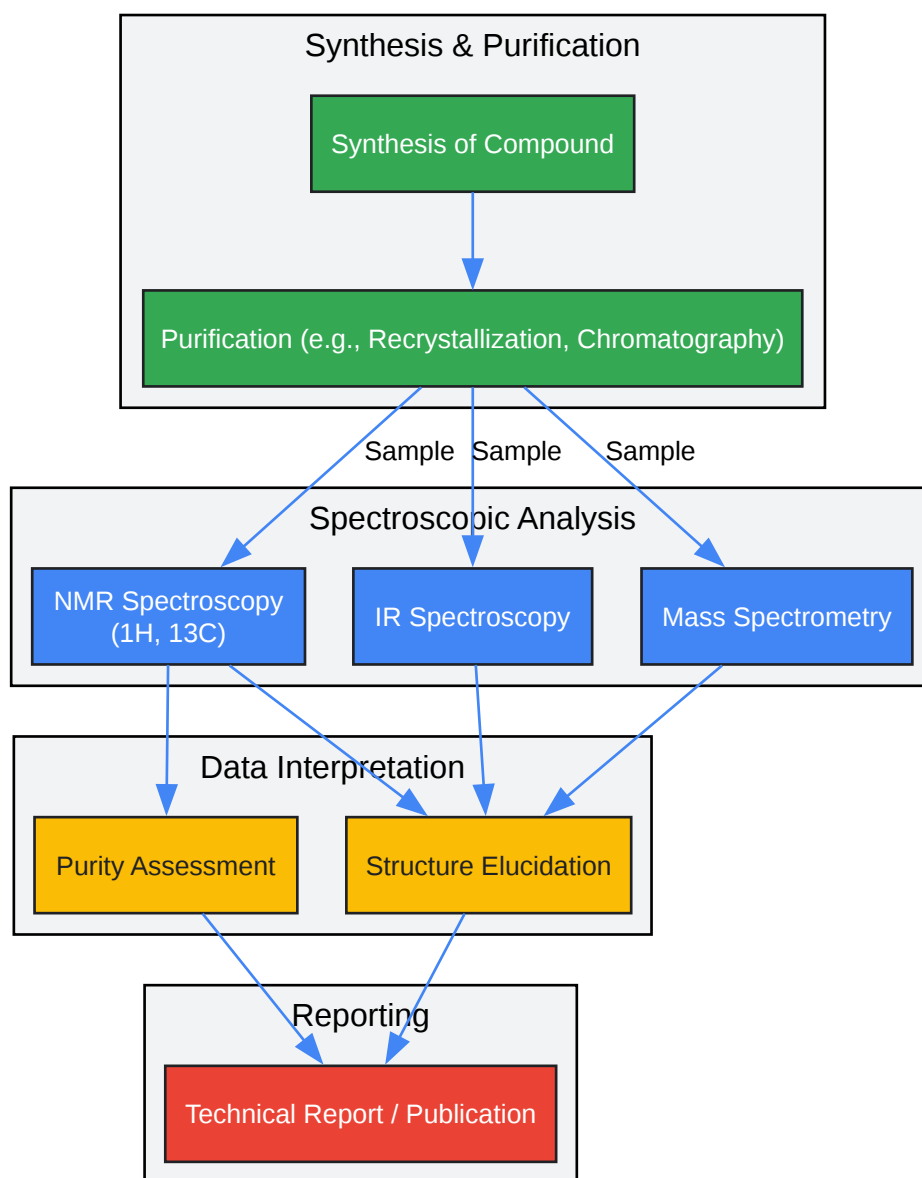 Synthesis & Purification
Synthesis of Compound
Purification (e.g., Recrystallization, Chromatography)
Sample
Sample
Sample
Spectroscopic Analysis
NMR Spectroscopy
(1H, 13C)
IR Spectroscopy
Mass Spectrometry
Data Interpretation
Purity Assessment
Structure Elucidation
Reporting
Technical Report / Publication